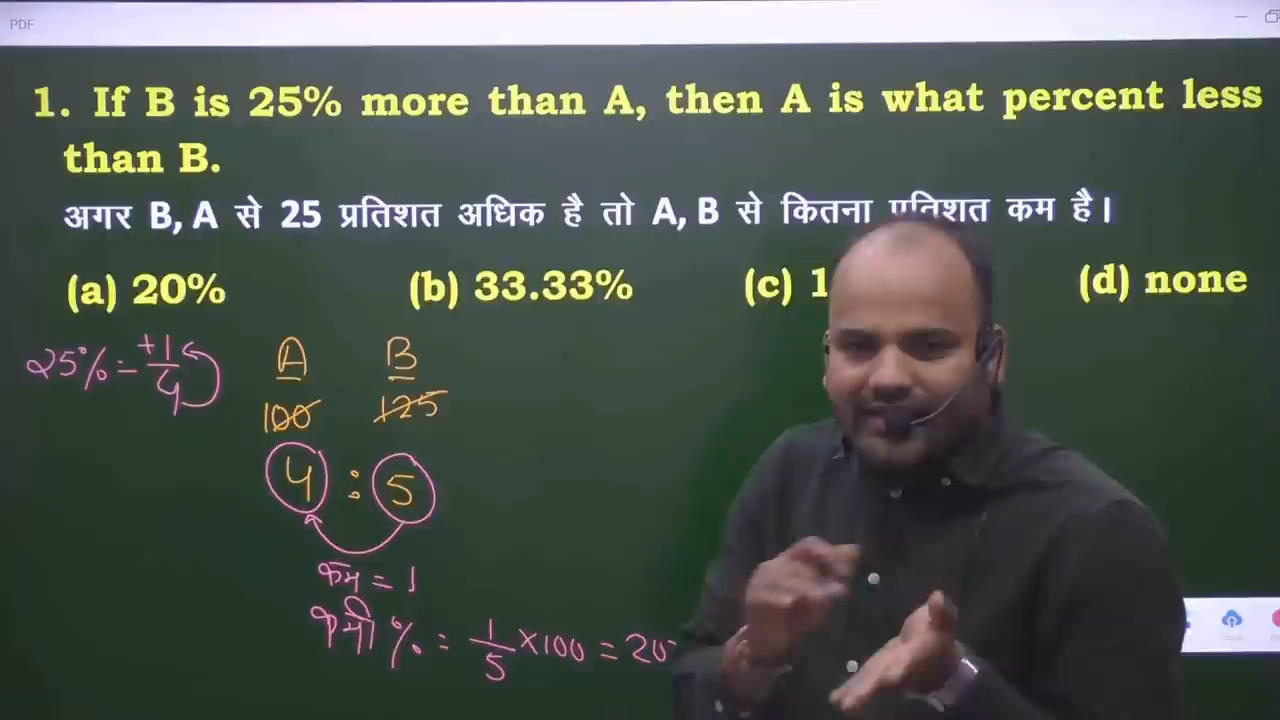 PDF
1. If B is 25% more than A, then A is what percent less
than B.
अगर B, A से 25 प्रतिशत अधिक है तो A, B से कितना प्रतिशत कम है।
(a) 20% (b) 33.33% (c) 1 (d) none
25% = +1/4
A B
100 125
4 : 5
कम = 1
कमी % = 1/5 ×100 = 20